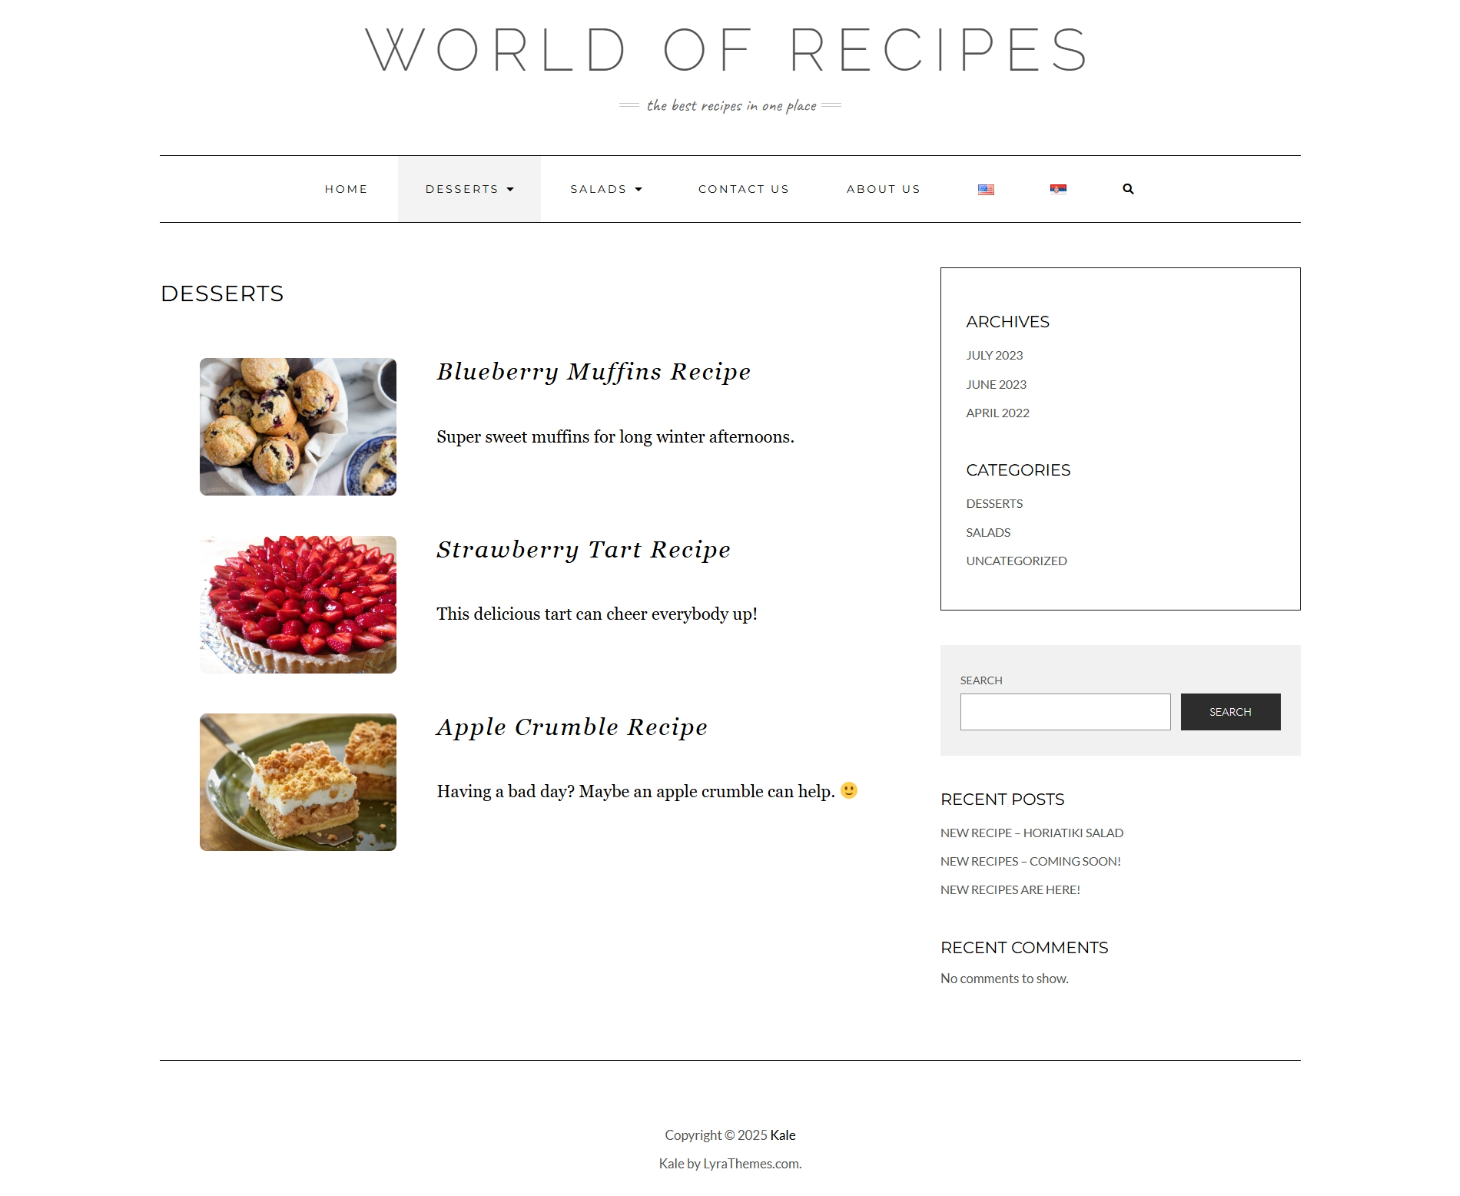 WORLD OF RECIPES
the best recipes in one place
HOME
DESSERTS
SALADS
CONTACT US
ABOUT US
DESSERTS
Blueberry Muffins Recipe
Super sweet muffins for long winter afternoons.
Strawberry Tart Recipe
This delicious tart can cheer everybody up!
Apple Crumble Recipe
Having a bad day? Maybe an apple crumble can help. 🙂
ARCHIVES
JULY 2023
JUNE 2023
APRIL 2022
CATEGORIES
DESSERTS
SALADS
UNCATEGORIZED
SEARCH
SEARCH
RECENT POSTS
NEW RECIPE – HORIATIKI SALAD
NEW RECIPES – COMING SOON!
NEW RECIPES ARE HERE!
RECENT COMMENTS
No comments to show.
Copyright © 2025 Kale
Kale by LyraThemes.com.